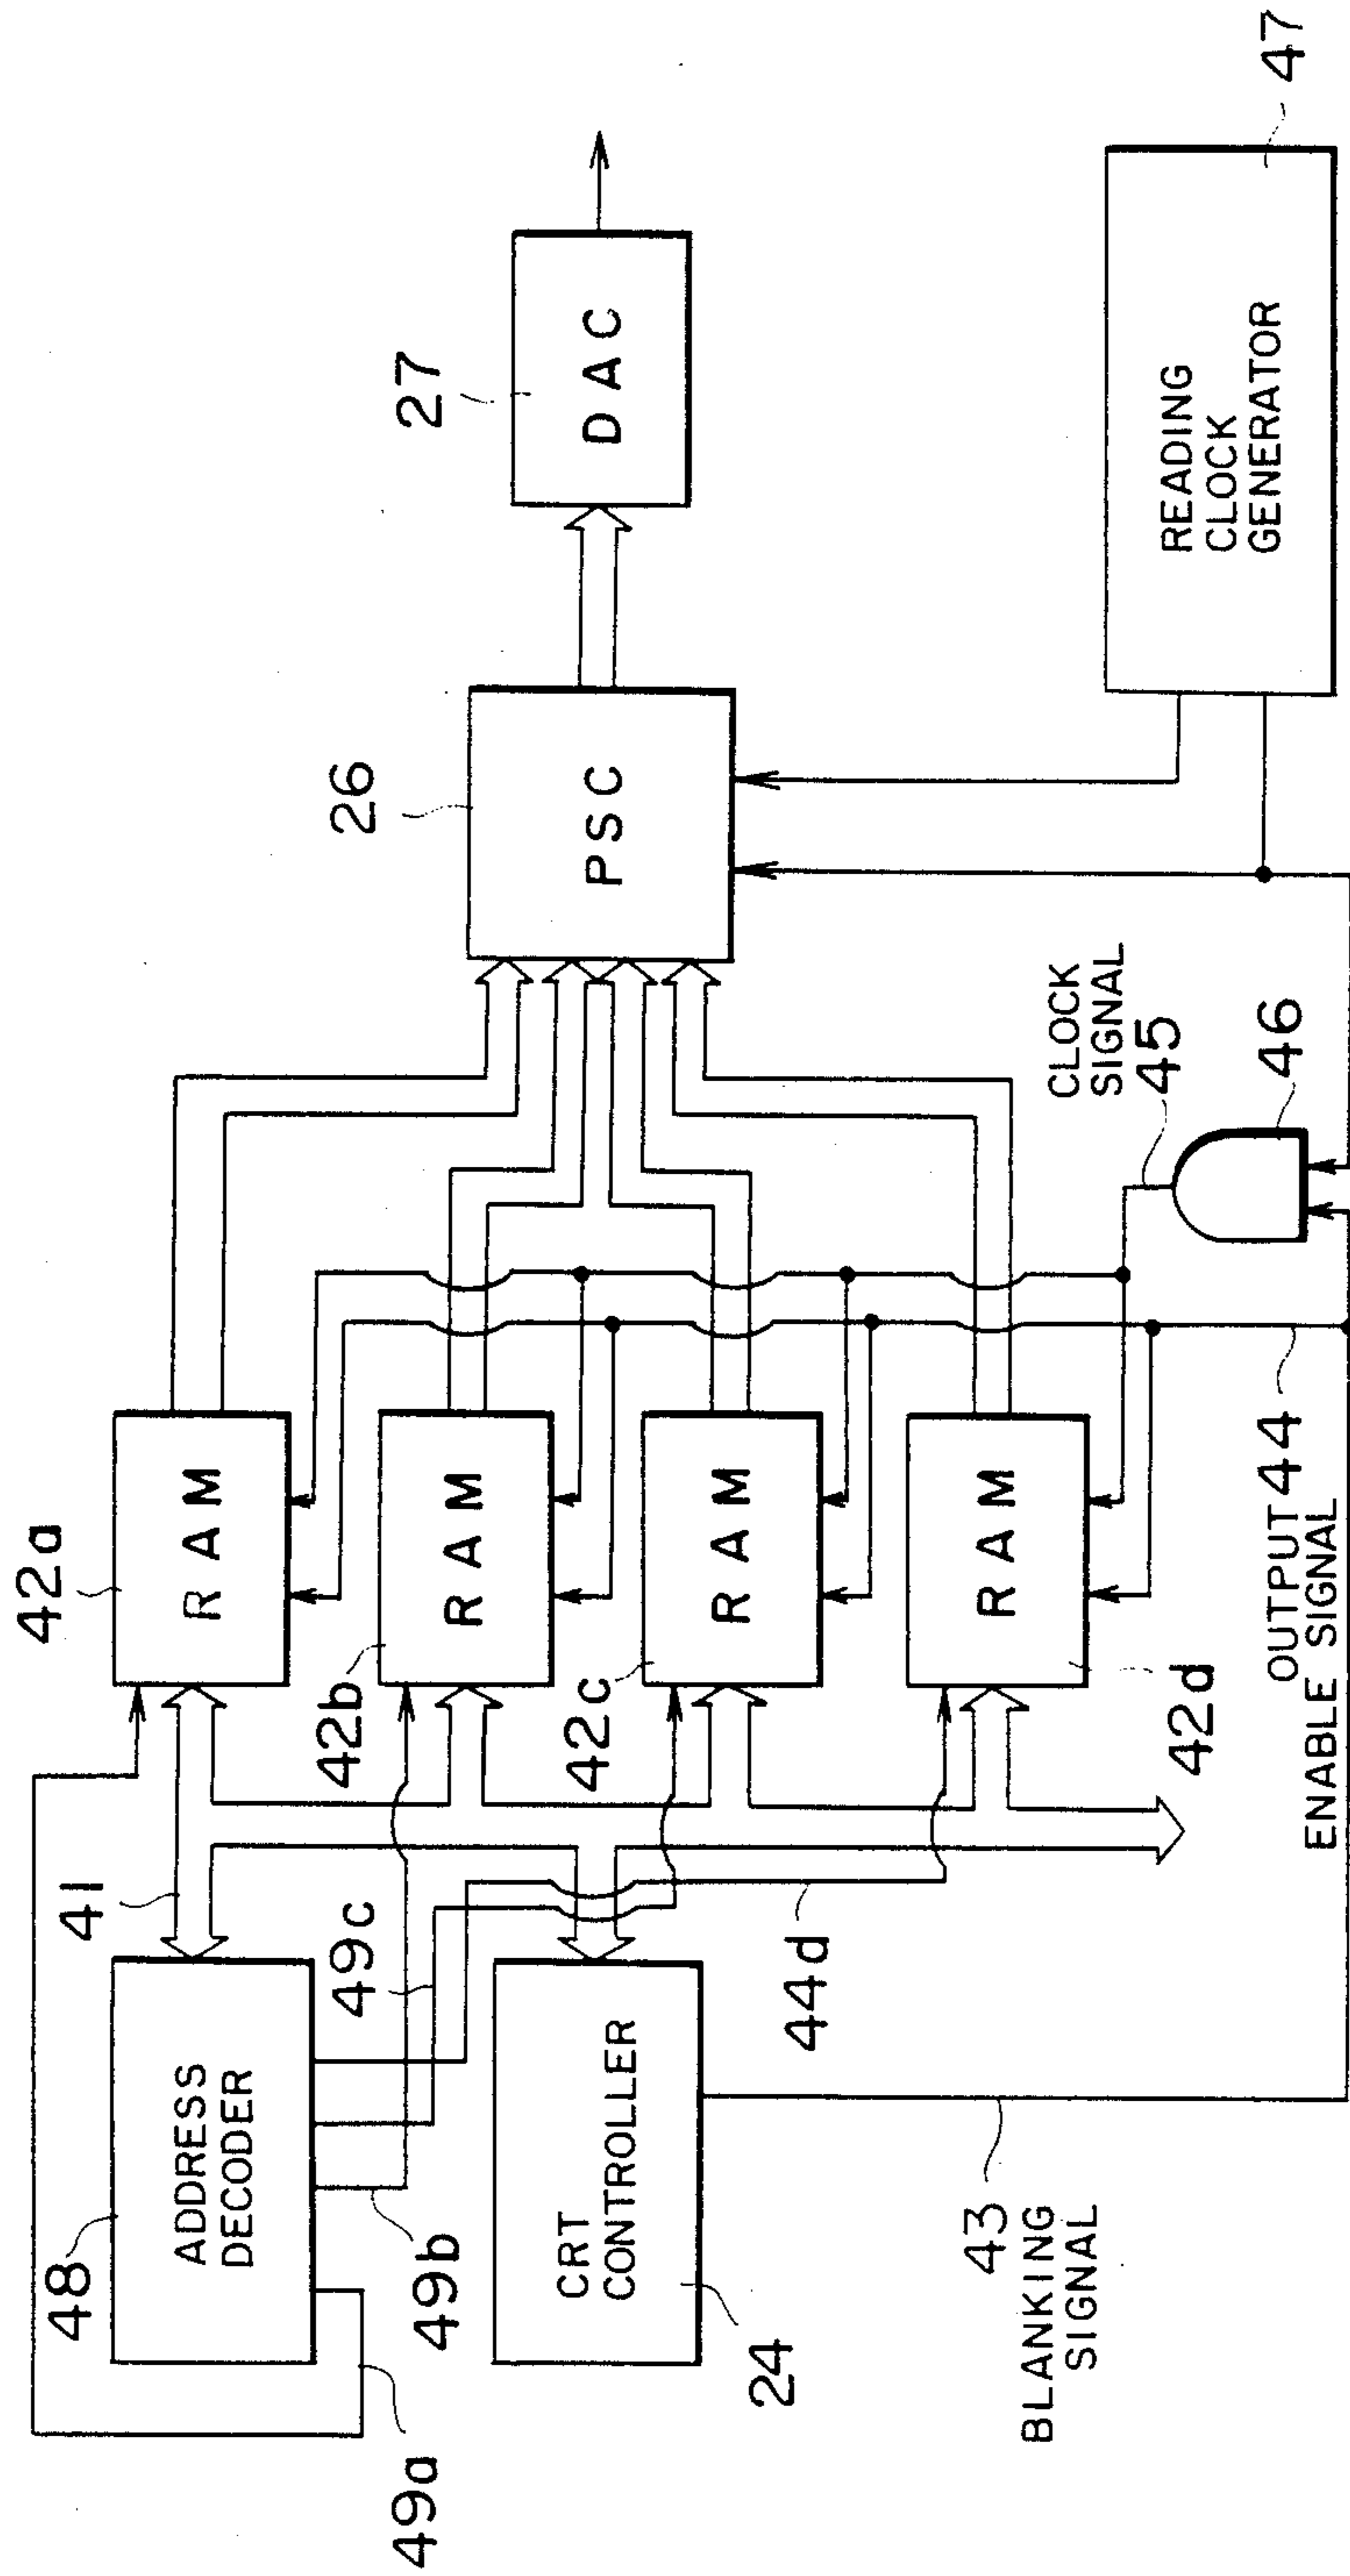 48
ADDRESS
DECODER
49a
49b
49c
41
CRT
CONTROLLER
24
43
BLANKING
SIGNAL
44d
42a
RAM
42b
RAM
42c
RAM
42d
RAM
OUTPUT 44
ENABLE SIGNAL
CLOCK
SIGNAL
45
46
26
PSC
27
DAC
READING
CLOCK
GENERATOR
47